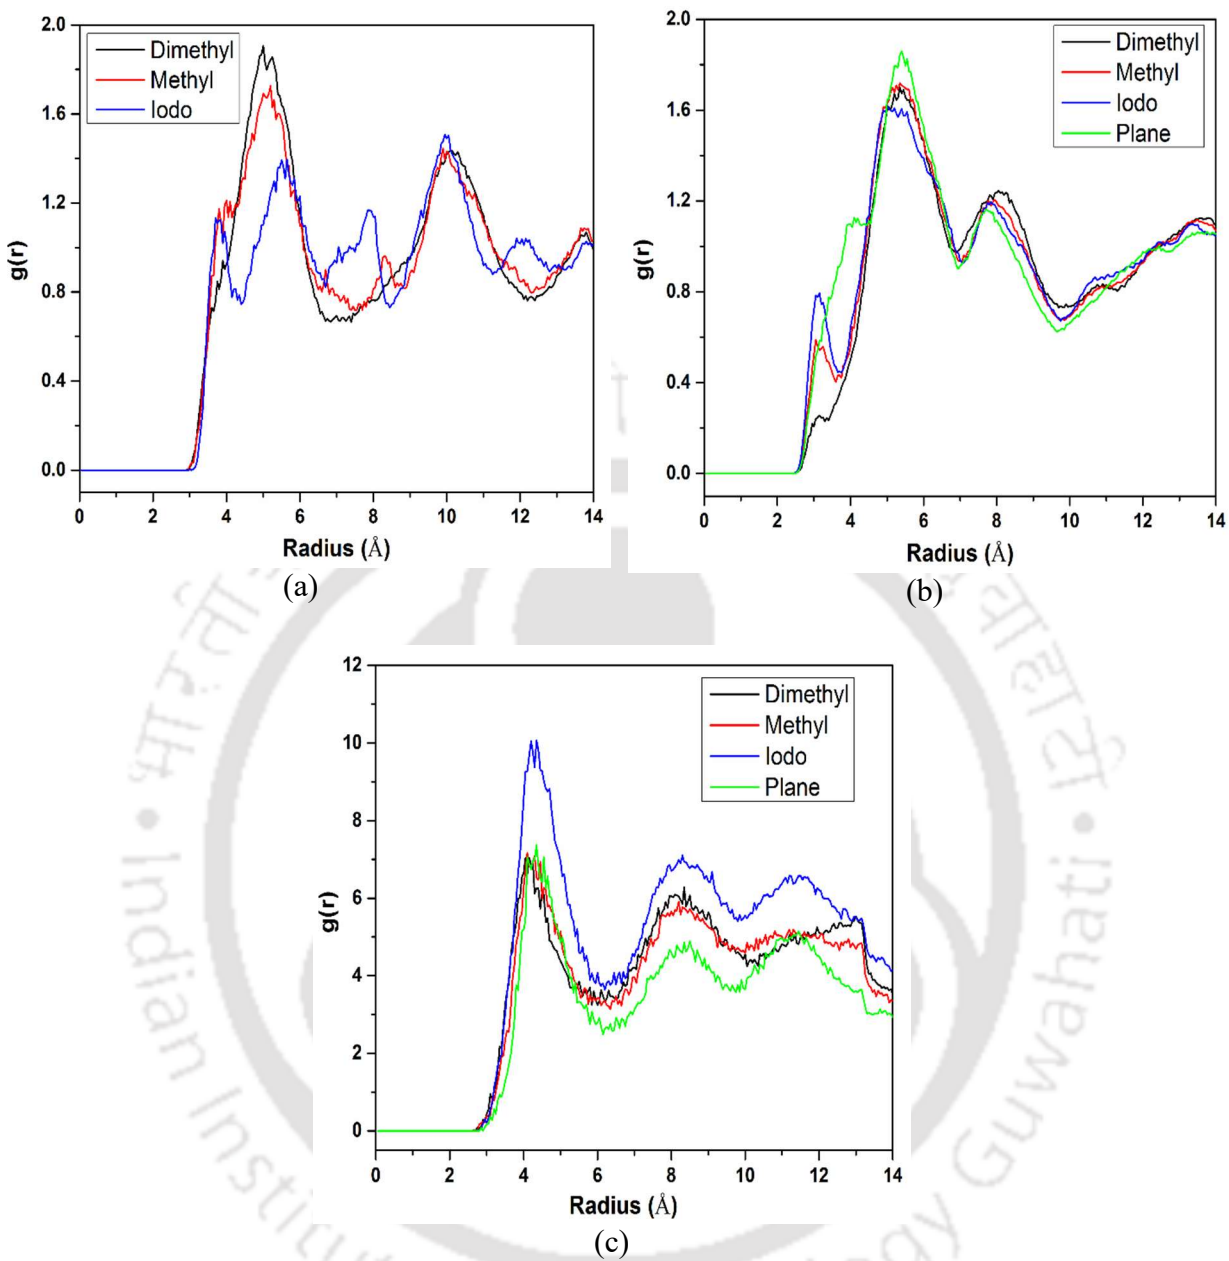 2.0
1.6
1.2
0.8
0.4
0.0
g(r)
Dimethyl
Methyl
Iodo
0 2 4 6 8 10 12 14
Radius (Å)
(a)
2.0
1.6
1.2
0.8
0.4
0.0
g(r)
Dimethyl
Methyl
Iodo
Plane
0 2 4 6 8 10 12 14
Radius (Å)
(b)
12
10
8
6
4
2
0
g(r)
Dimethyl
Methyl
Iodo
Plane
0 2 4 6 8 10 12 14
Radius (Å)
(c)
Indian Institu
ogy Guwahati